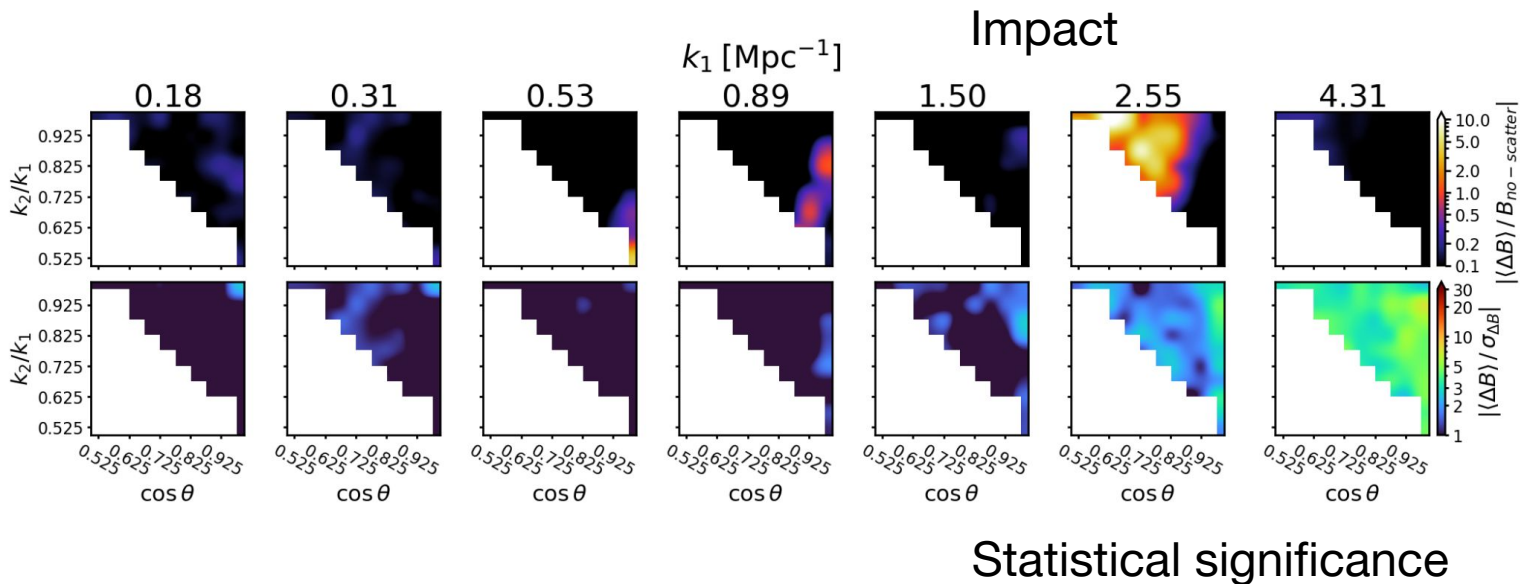 Impact
k₁ [Mpc⁻¹]
0.18 0.31 0.53 0.89 1.50 2.55 4.31
k₂/k₁
0.925
0.825
0.725
0.625
0.525
10.0
5.0
2.0
1.0
0.5
0.2
0.1
|⟨ΔB⟩ / B_{no-scatter}|
k₂/k₁
0.925
0.825
0.725
0.625
0.525
30
20
10
5
3
2
1
|⟨ΔB⟩ / σ_{ΔB}|
0.525 0.625 0.725 0.825 0.925 0.525 0.625 0.725 0.825 0.925 0.525 0.625 0.725 0.825 0.925 0.525 0.625 0.725 0.825 0.925 0.525 0.625 0.725 0.825 0.925 0.525 0.625 0.725 0.825 0.925 0.525 0.625 0.725 0.825 0.925
cos θ cos θ cos θ cos θ cos θ cos θ cos θ
Statistical significance